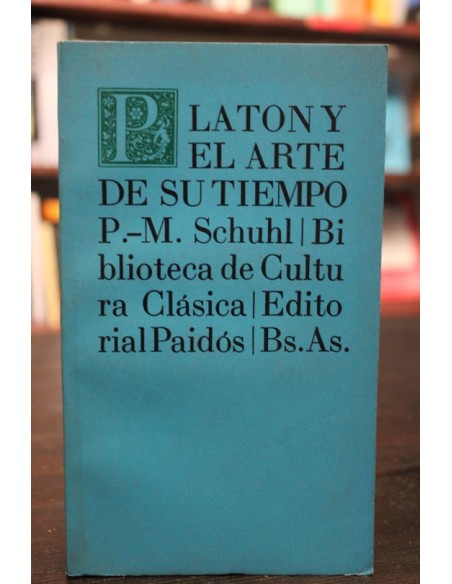 PLATON Y
EL ARTE
DE SU TIEMPO
P.-M. Schuhl | Bi
blioteca de Cultu
ra Clásica | Edito
rial Paidós | Bs. As.